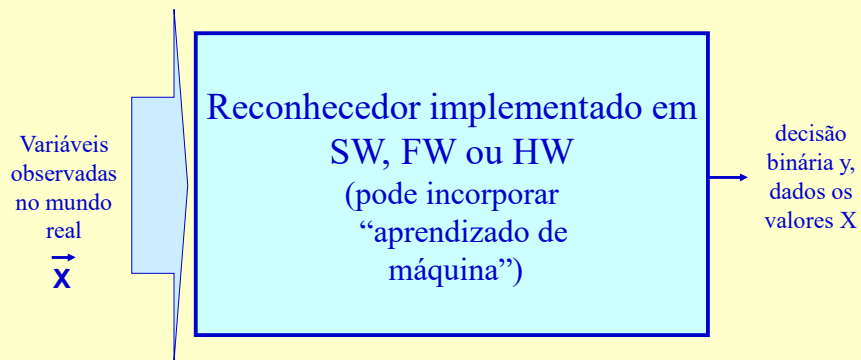 Variáveis
observadas
no mundo
real
X
Reconhecedor implementado em
SW, FW ou HW
(pode incorporar
“aprendizado de
máquina”)
decisão
binária y,
dados os
valores X